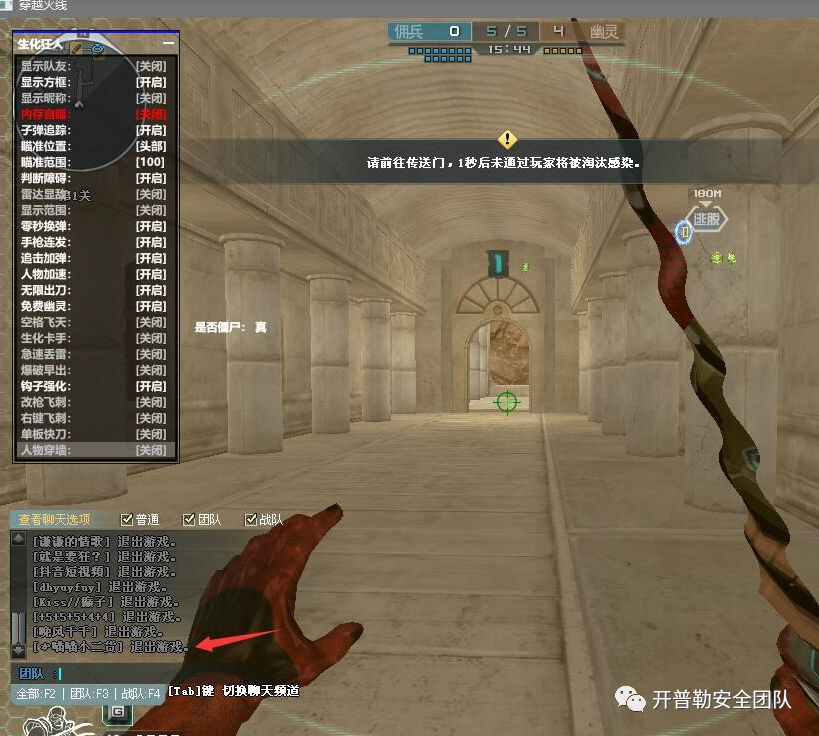 穿越火线
生化狂人
显示队友: [关闭]
显示方框: [开启]
显示昵称: [关闭]
内存自瞄: [关闭]
子弹追踪: [开启]
瞄准位置: [头部]
瞄准范围: [100]
判断障碍: [开启]
雷达显敌: [关闭]
第1关
显示范围: [关闭]
零秒换弹: [开启]
手枪连发: [开启]
追击加弹: [开启]
人物加速: [开启]
无限出刀: [开启]
免费幽灵: [开启]
空格飞天: [关闭]
生化卡手: [关闭]
急速丢雷: [关闭]
爆破早出: [关闭]
钩子强化: [开启]
改枪飞刺: [关闭]
右键飞刺: [关闭]
单板快刀: [关闭]
人物穿墙: [关闭]
佣兵 0 5 / 5 4 幽灵
15:44
请前往传送门，1秒后未通过玩家将被淘汰感染。
180M
逃脱
1
是否僵尸： 真
查看聊天选项 普通 团队 战队
[谦谦的情歌] 退出游戏。
[就是要狂？] 退出游戏。
[抖音短视频] 退出游戏。
[dhyuyfuy] 退出游戏。
[Kiss//癫子] 退出游戏。
[+5+5+5+4+4] 退出游戏。
[晚风千千] 退出游戏。
小二货] 退出游戏。
团队 :
全部:F2 | 团队:F3 | 战队:F4
[Tab]键 切换聊天频道
G
开普勒安全团队